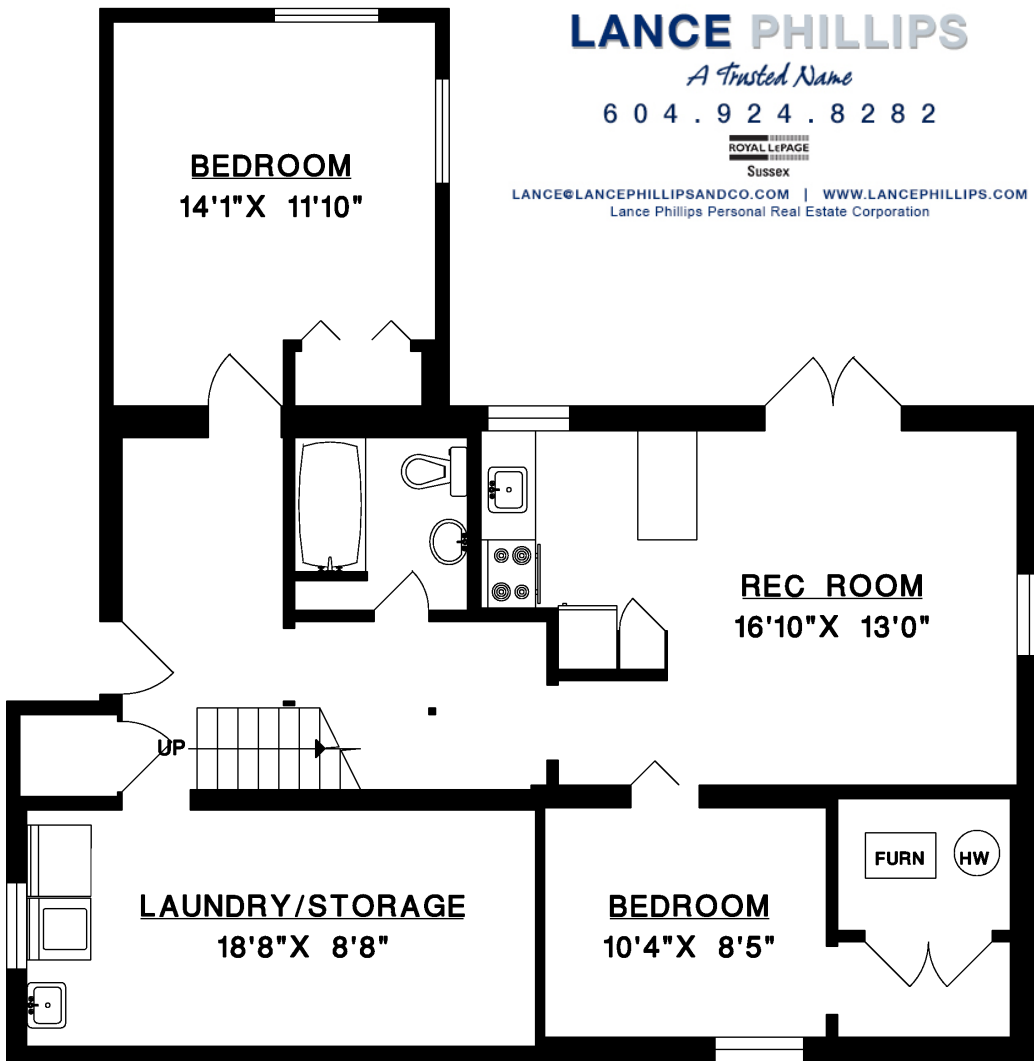 LANCE PHILLIPS
A Trusted Name
604.924.8282
ROYAL LEPAGE
Sussex
LANCE@LANCEPHILLIPSANDCO.COM | WWW.LANCEPHILLIPS.COM
Lance Phillips Personal Real Estate Corporation
BEDROOM
14'1"X 11'10"
REC ROOM
16'10"X 13'0"
UP
FURN
HW
LAUNDRY/STORAGE
18'8"X 8'8"
BEDROOM
10'4"X 8'5"